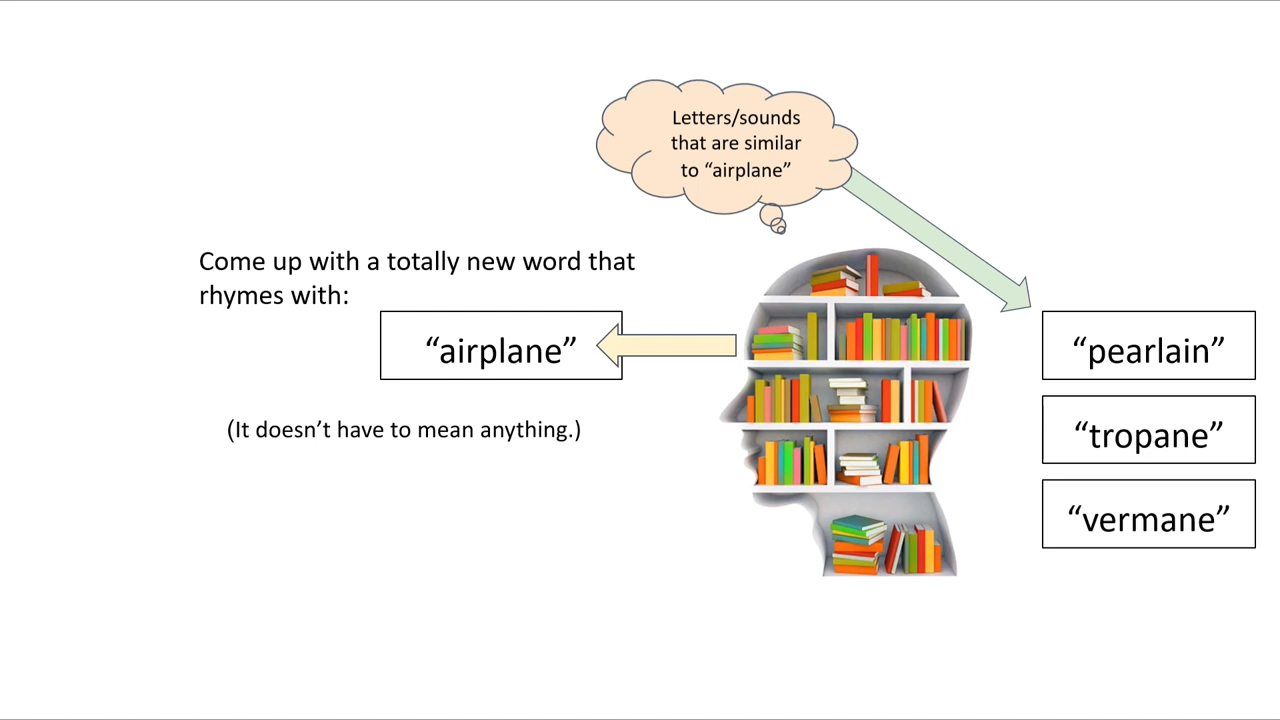 Letters/sounds
that are similar
to “airplane”
Come up with a totally new word that
rhymes with:
“airplane”
(It doesn’t have to mean anything.)
“pearlain”
“tropane”
“vermane”